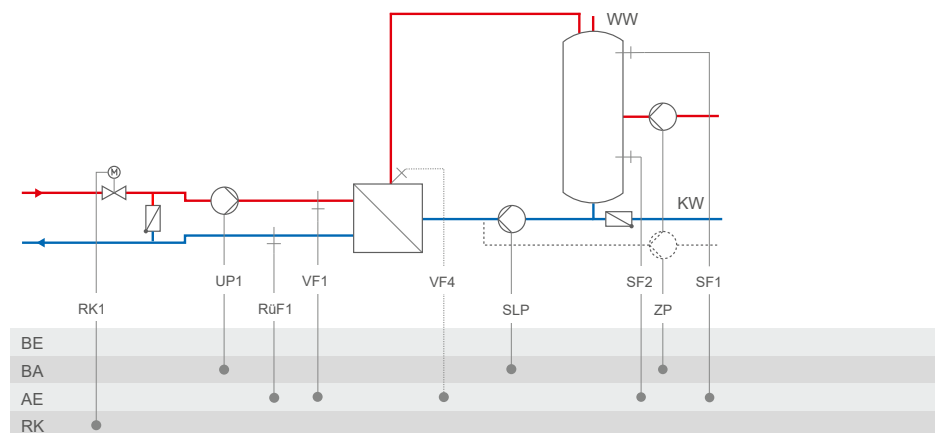 WW
M
KW
UP1 VF1 VF4 SF2 SF1
RK1 RüF1 SLP ZP
BE
BA
AE
RK